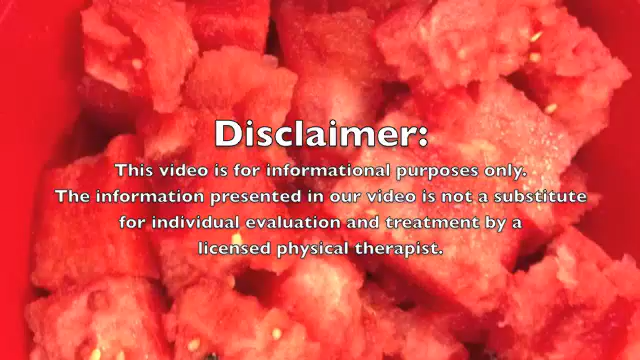 Disclaimer:
This video is for informational purposes only.
The information presented in our video is not a substitute
for individual evaluation and treatment by a
licensed physical therapist.